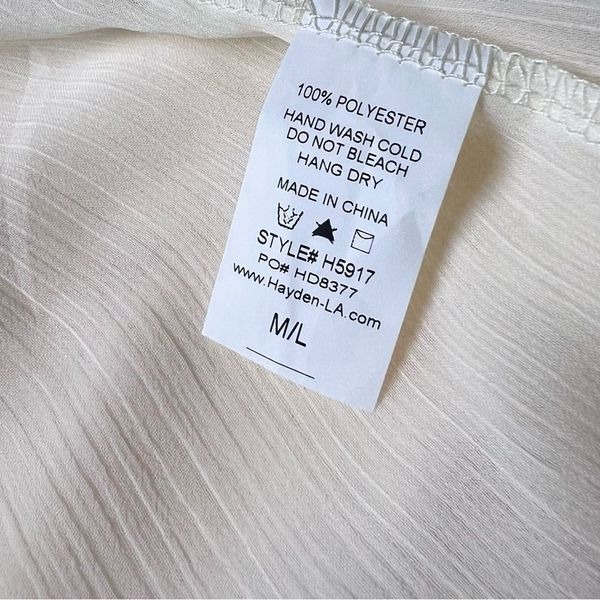 100% POLYESTER
HAND WASH COLD
DO NOT BLEACH
HANG DRY
MADE IN CHINA
STYLE# H5917
PO# HD8377
www.Hayden-LA.com
M/L